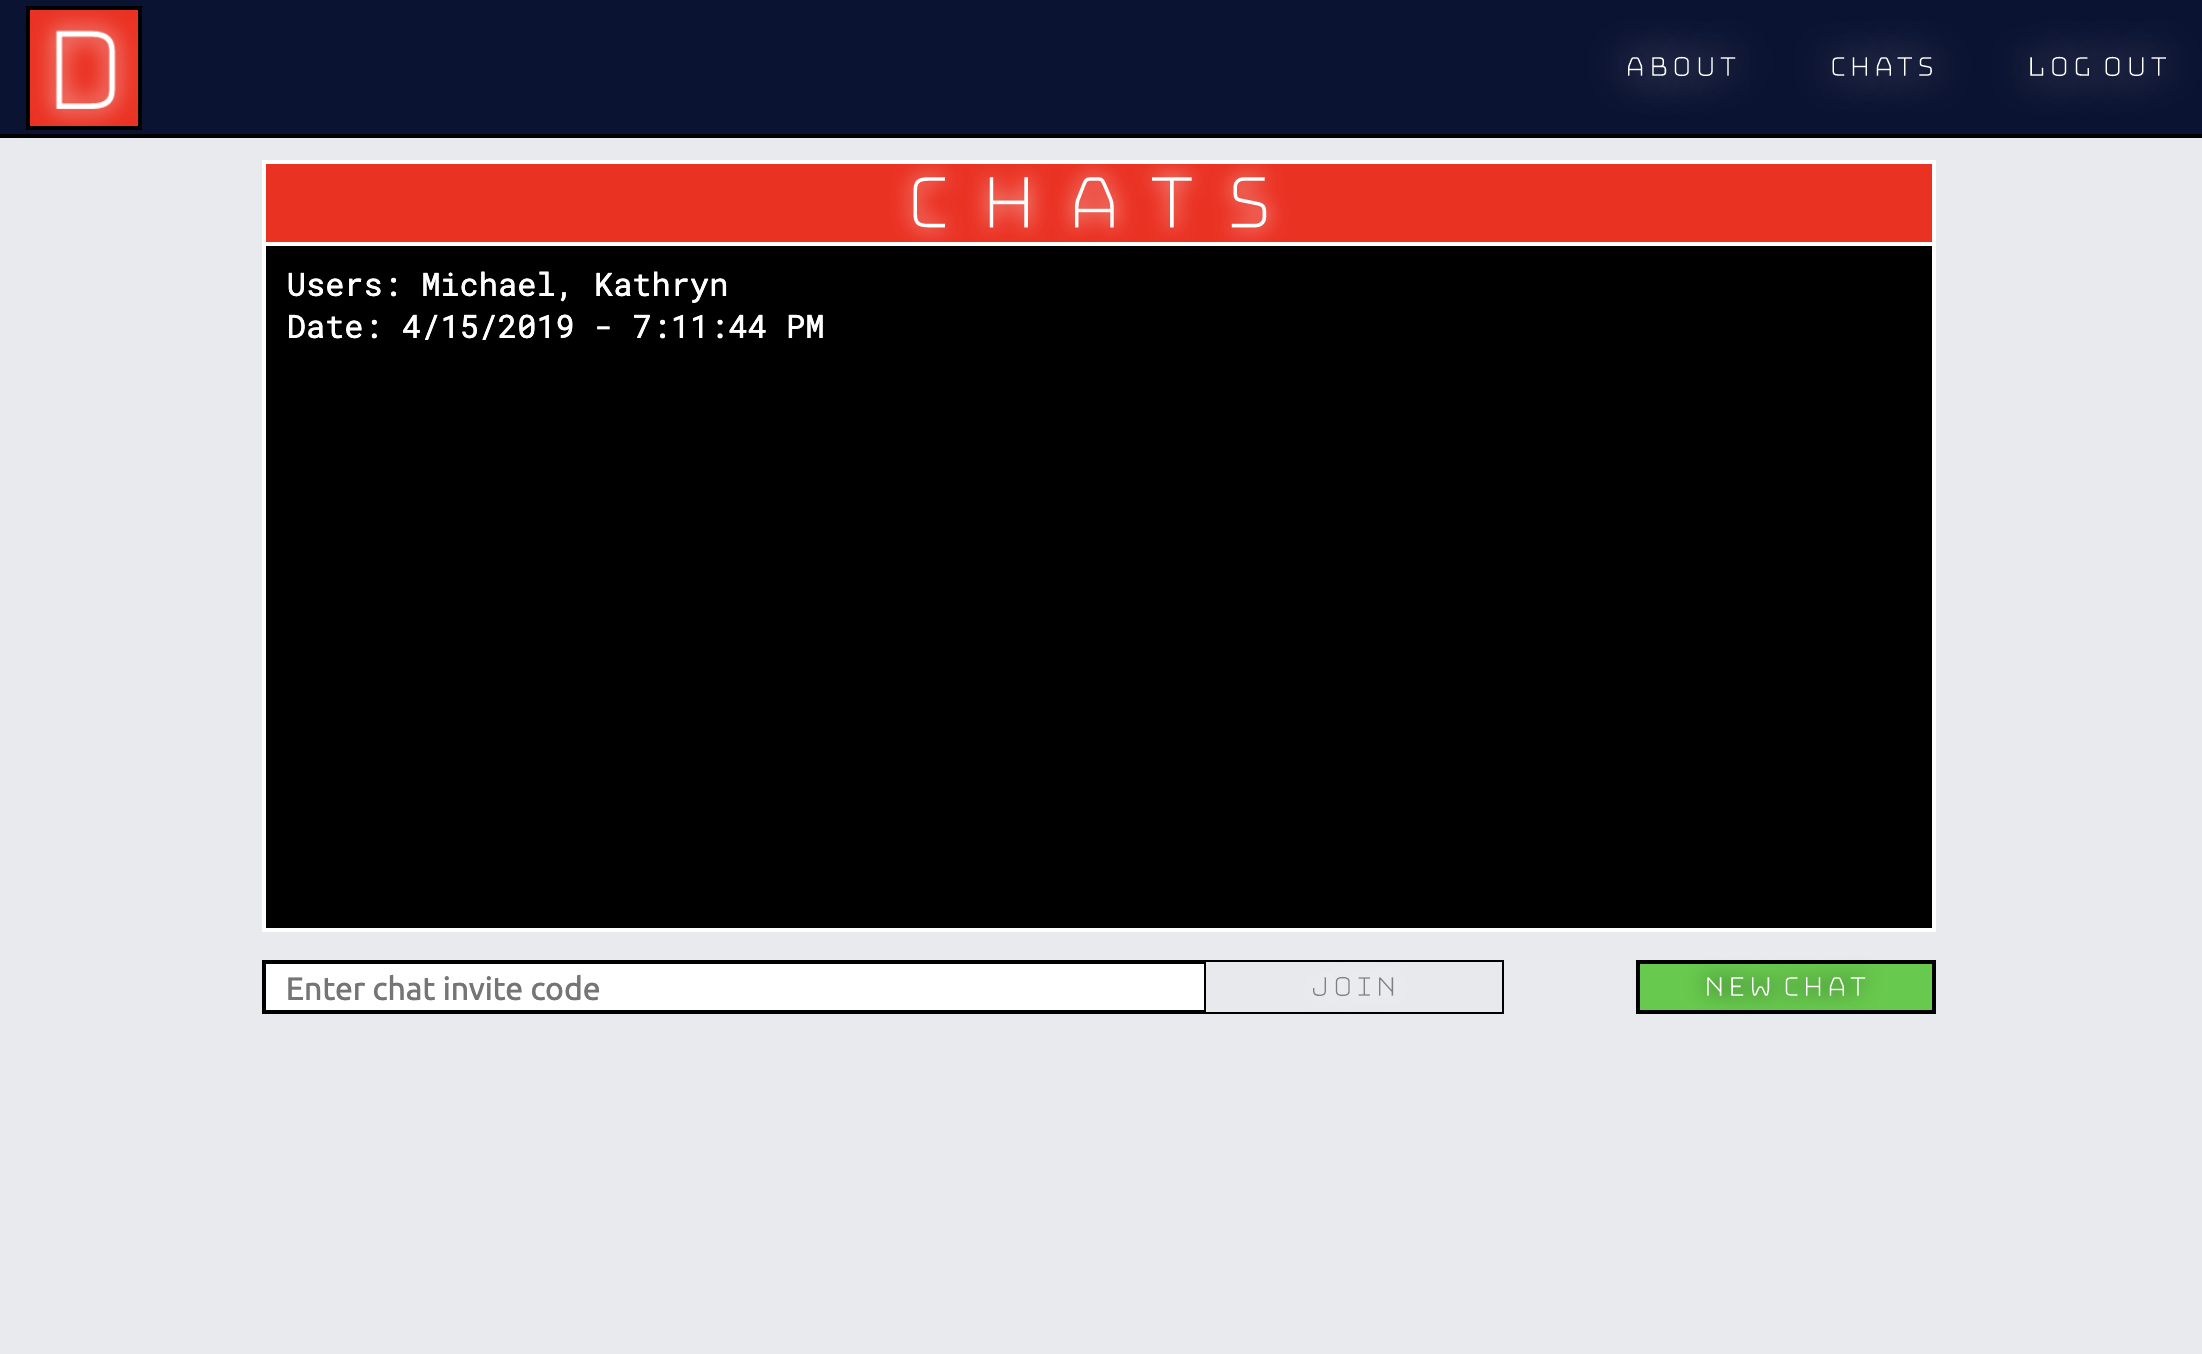 D
ABOUT CHATS LOG OUT
CHATS
Users: Michael, Kathryn
Date: 4/15/2019 - 7:11:44 PM
Enter chat invite code JOIN NEW CHAT